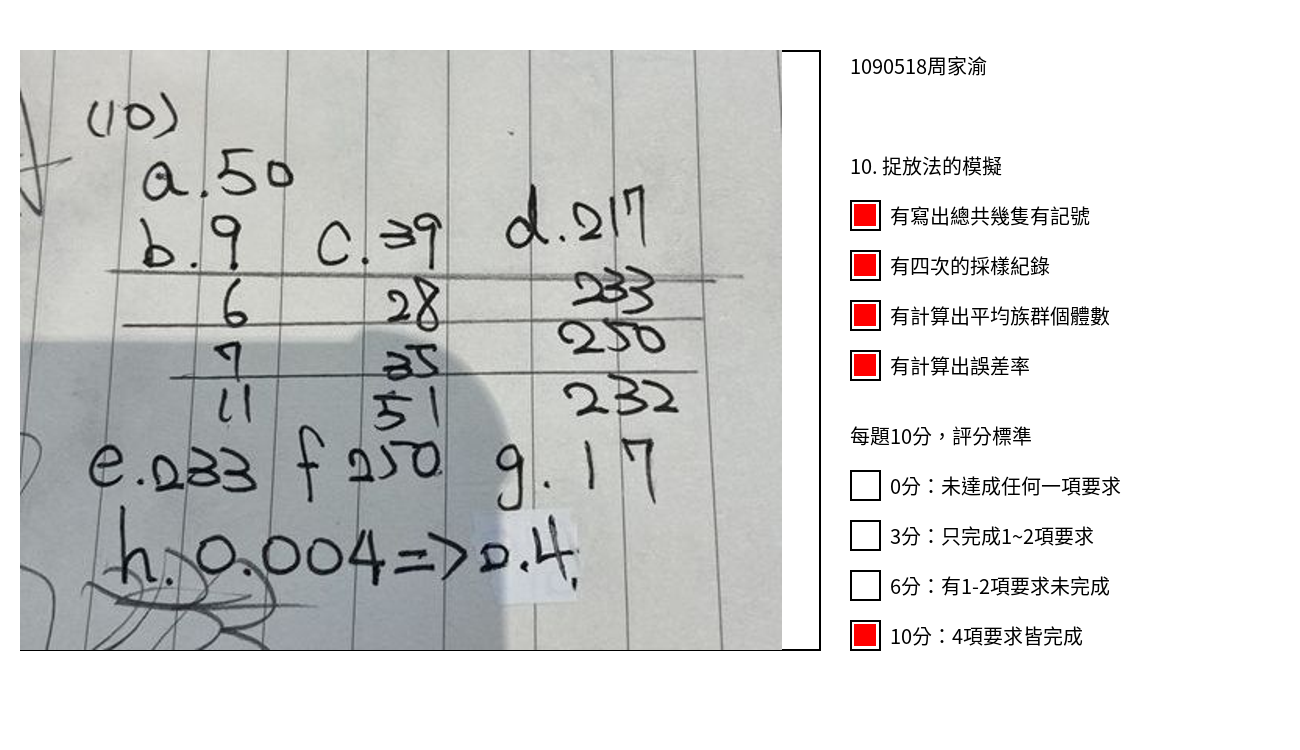 (10)
a.50
b.9 c.39 d.217
6 28 233
7 35 250
11 51 232
e.233 f 250 g.17
h.0.004=>0.4
1090518周家渝
10. 捉放法的模擬
有寫出總共幾隻有記號
有四次的採樣紀錄
有計算出平均族群個體數
有計算出誤差率
每題10分，評分標準
0分：未達成任何一項要求
3分：只完成1~2項要求
6分：有1-2項要求未完成
10分：4項要求皆完成